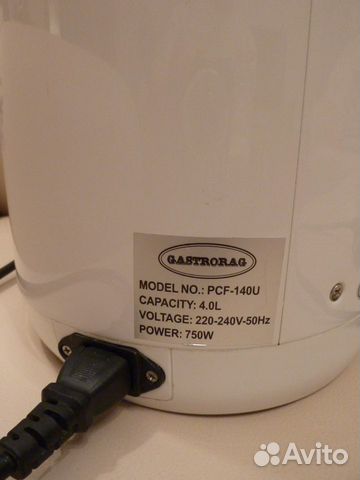 GASTRORAG
MODEL NO.: PCF-140U
CAPACITY: 4.0L
VOLTAGE: 220-240V-50Hz
POWER: 750W
Avito